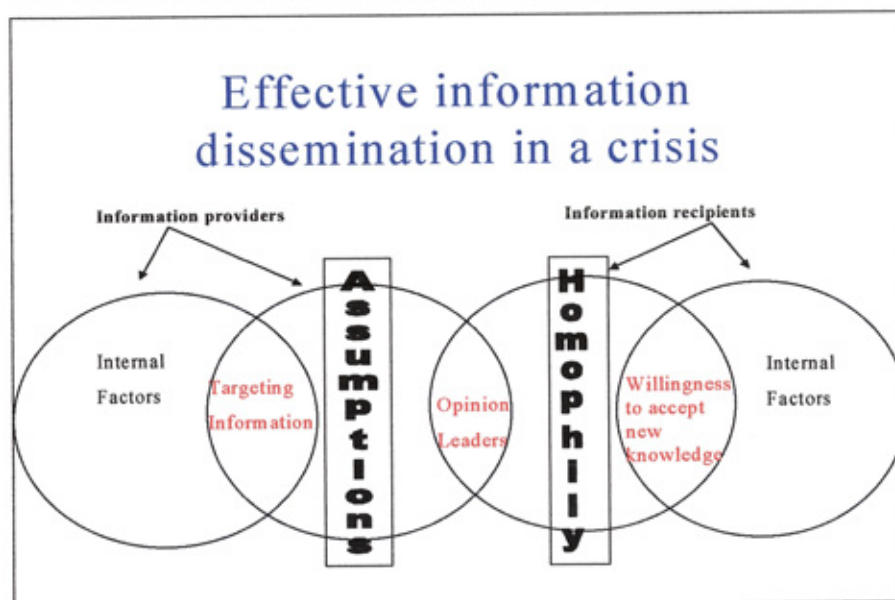 Effective information
dissemination in a crisis
Information providers
Information recipients
Internal
Factors
Targeting
Information
Assumptions
Opinion
Leaders
Homophily
Willingness
to accept
new
knowledge
Internal
Factors